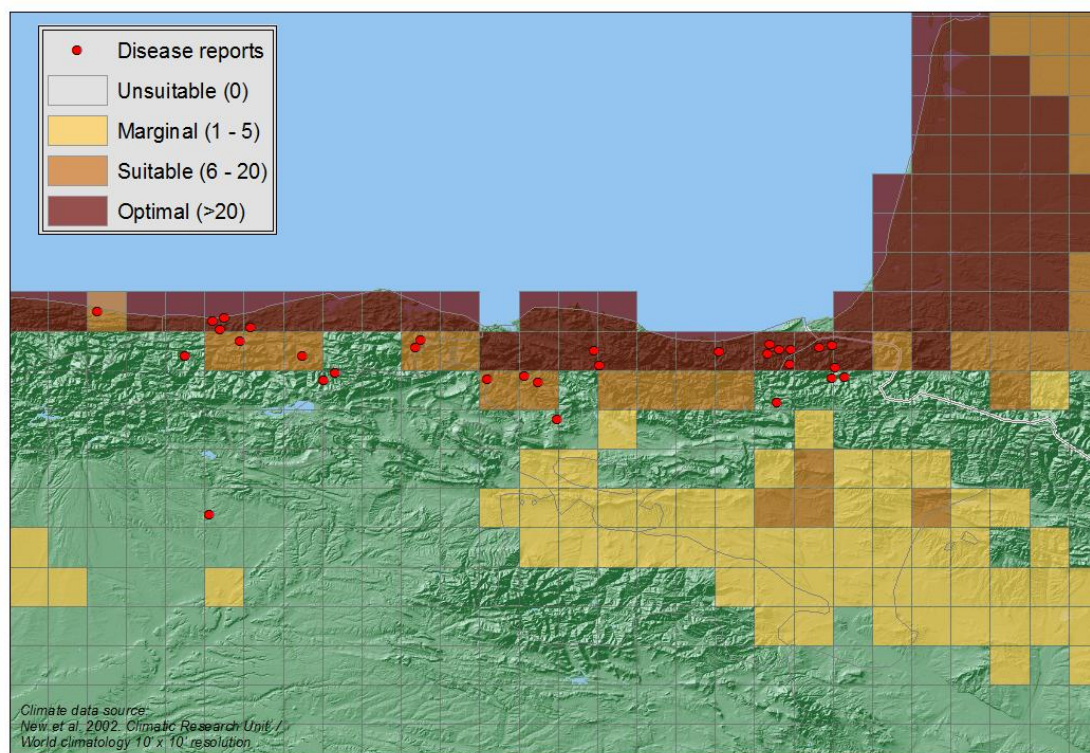 Disease reports
Unsuitable (0)
Marginal (1 - 5)
Suitable (6 - 20)
Optimal (>20)
Climate data source:
New et al, 2002. Climatic Research Unit /
World climatology 10' x 10' resolution